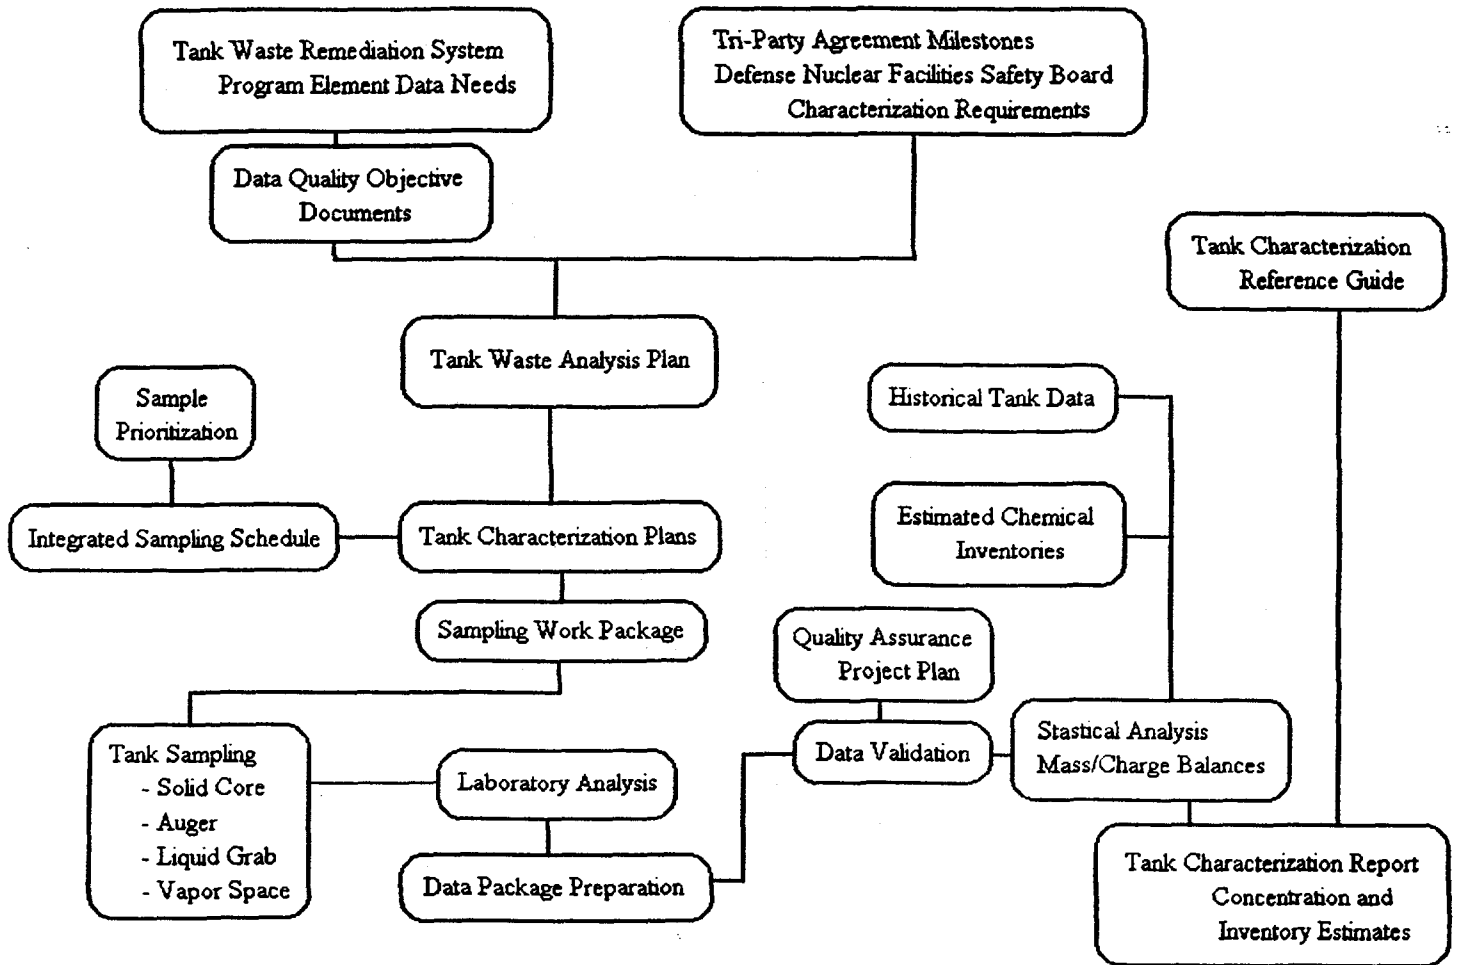 Tank Waste Remediation System
Program Element Data Needs
Tri-Party Agreement Milestones
Defense Nuclear Facilities Safety Board
Characterization Requirements
Data Quality Objective
Documents
Tank Characterization
Reference Guide
Tank Waste Analysis Plan
Historical Tank Data
Sample
Prioritization
Estimated Chemical
Inventories
Integrated Sampling Schedule
Tank Characterization Plans
Sampling Work Package
Quality Assurance
Project Plan
Tank Sampling
- Solid Core
- Auger
- Liquid Grab
- Vapor Space
Laboratory Analysis
Data Package Preparation
Data Validation
Stastical Analysis
Mass/Charge Balances
Tank Characterization Report
Concentration and
Inventory Estimates